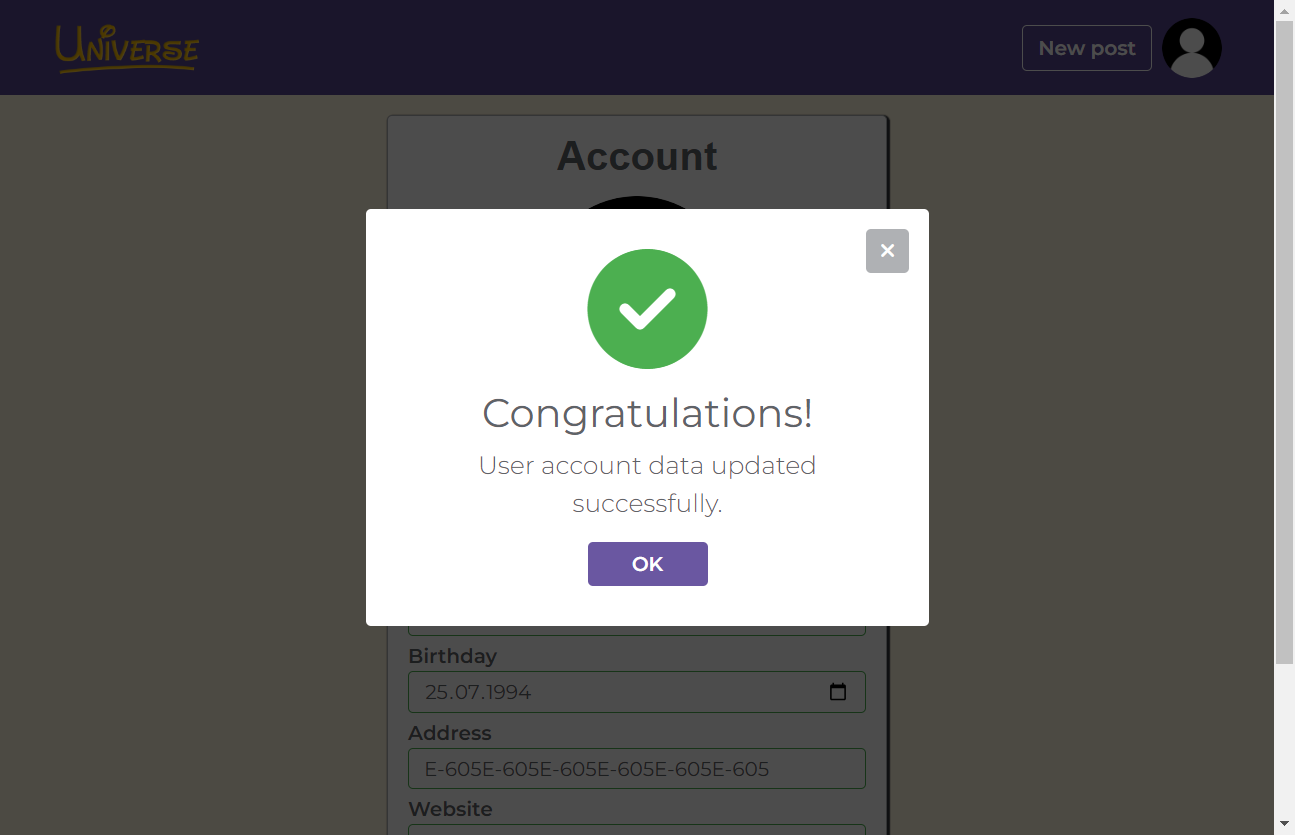 UNIVERSE
New post
Account
×
Congratulations!
User account data updated
successfully.
OK
Birthday
25.07.1994
Address
E-605E-605E-605E-605E-605E-605
Website